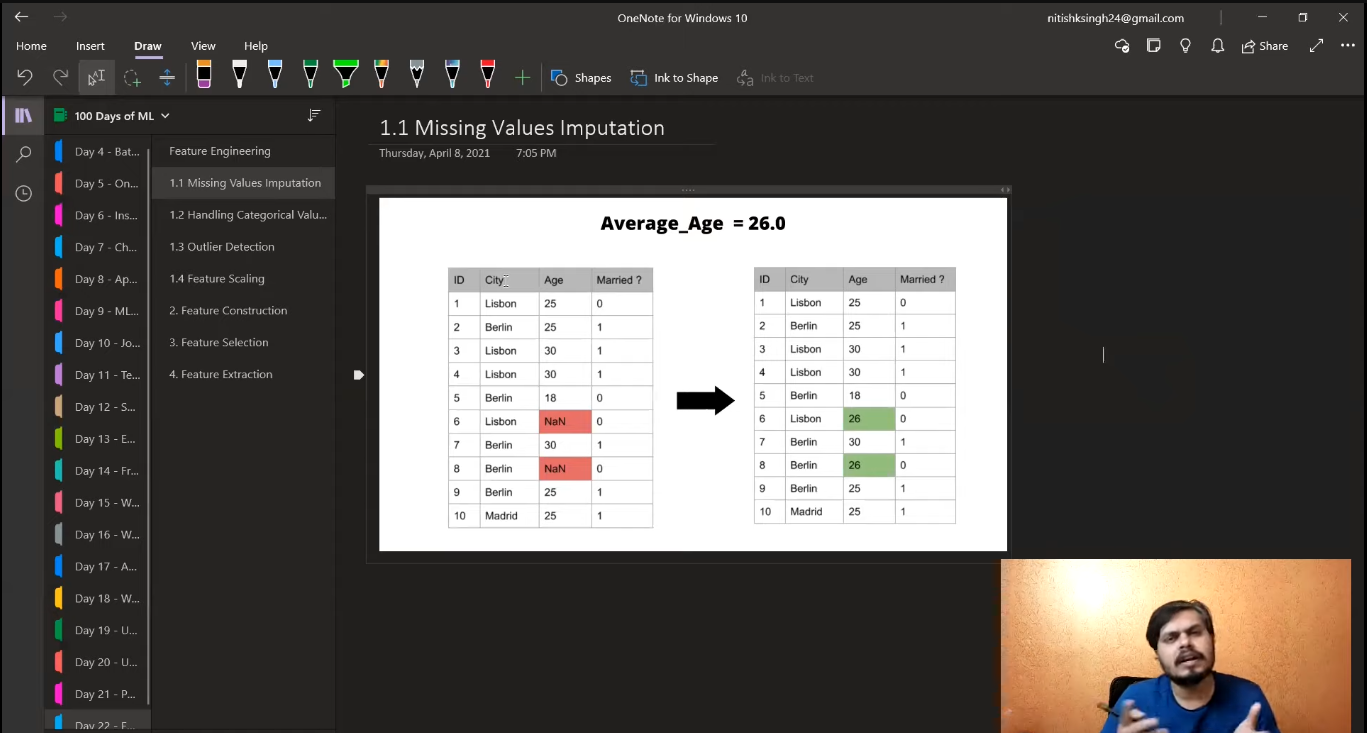 OneNote for Windows 10
nitishksingh24@gmail.com
Home Insert Draw View Help
Share
Shapes Ink to Shape Ink to Text
100 Days of ML
Day 4 - Bat...
Day 5 - On...
Day 6 - Ins...
Day 7 - Ch...
Day 8 - Ap...
Day 9 - ML...
Day 10 - Jo...
Day 11 - Te...
Day 12 - S...
Day 13 - E...
Day 14 - Fr...
Day 15 - W...
Day 16 - W...
Day 17 - A...
Day 18 - W...
Day 19 - U...
Day 20 - U...
Day 21 - P...
Day 22 - F...
Feature Engineering
1.1 Missing Values Imputation
1.2 Handling Categorical Valu...
1.3 Outlier Detection
1.4 Feature Scaling
2. Feature Construction
3. Feature Selection
4. Feature Extraction
1.1 Missing Values Imputation
Thursday, April 8, 2021 7:05 PM
Average_Age = 26.0
ID City Age Married ?
1 Lisbon 25 0
2 Berlin 25 1
3 Lisbon 30 1
4 Lisbon 30 1
5 Berlin 18 0
6 Lisbon NaN 0
7 Berlin 30 1
8 Berlin NaN 0
9 Berlin 25 1
10 Madrid 25 1
ID City Age Married ?
1 Lisbon 25 0
2 Berlin 25 1
3 Lisbon 30 1
4 Lisbon 30 1
5 Berlin 18 0
6 Lisbon 26 0
7 Berlin 30 1
8 Berlin 26 0
9 Berlin 25 1
10 Madrid 25 1